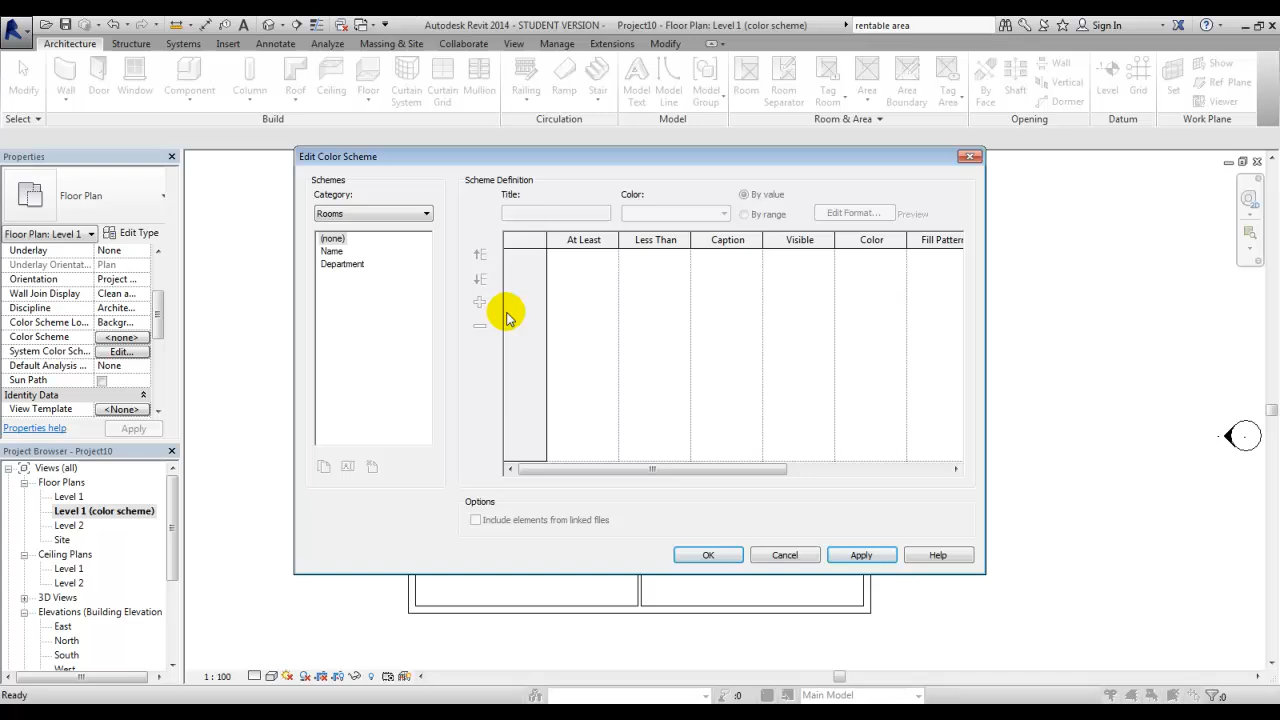 Autodesk Revit 2014 - STUDENT VERSION - Project10 - Floor Plan: Level 1 (color scheme)
rentable area
Sign In
Architecture Structure Systems Insert Annotate Analyze Massing & Site Collaborate View Manage Extensions Modify
Modify Wall Door Window Component Column Roof Ceiling Floor Curtain System Curtain Grid Mullion Railing Ramp Stair Model Text Model Line Model Group Room Room Separator Tag Room Area Area Boundary Tag Area By Face Shaft Wall Vertical Dormer Level Grid Set Show Ref Plane Viewer
Select Build Circulation Model Room & Area Opening Datum Work Plane
Properties
Floor Plan
Floor Plan: Level 1 Edit Type
Underlay None
Underlay Orientat... Plan
Orientation Project ...
Wall Join Display Clean a...
Discipline Archite...
Color Scheme Lo... Backgr...
Color Scheme <none>
System Color Sch... Edit...
Default Analysis ... None
Sun Path
Identity Data
View Template <None>
Properties help Apply
Project Browser - Project10
Views (all)
Floor Plans
Level 1
Level 1 (color scheme)
Level 2
Site
Ceiling Plans
Level 1
Level 2
3D Views
Elevations (Building Elevation
East
North
South
West
Edit Color Scheme
Schemes
Category:
Rooms
(none)
Name
Department
Scheme Definition
Title: Color: By value
By range Edit Format... Preview
At Least Less Than Caption Visible Color Fill Pattern
Options
Include elements from linked files
OK Cancel Apply Help
1 : 100
Ready :0 Main Model :0